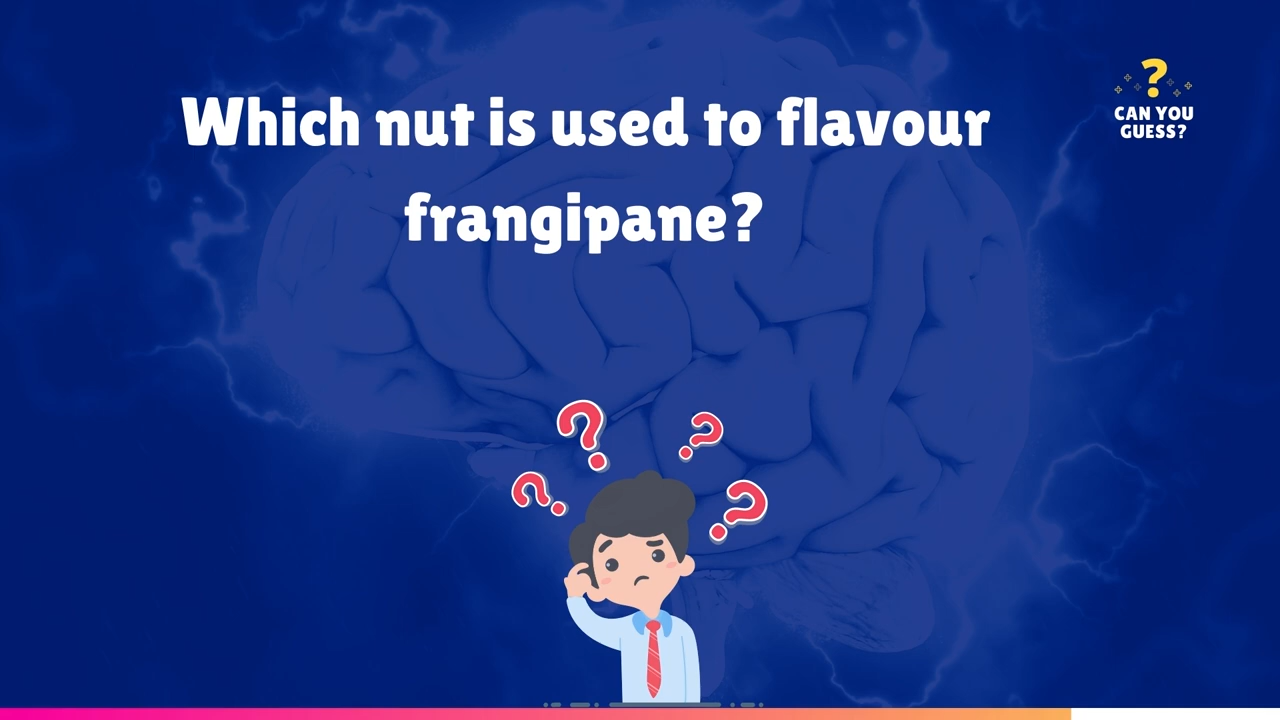 Which nut is used to flavour
frangipane?
?
CAN YOU
GUESS?
? ? ? ?